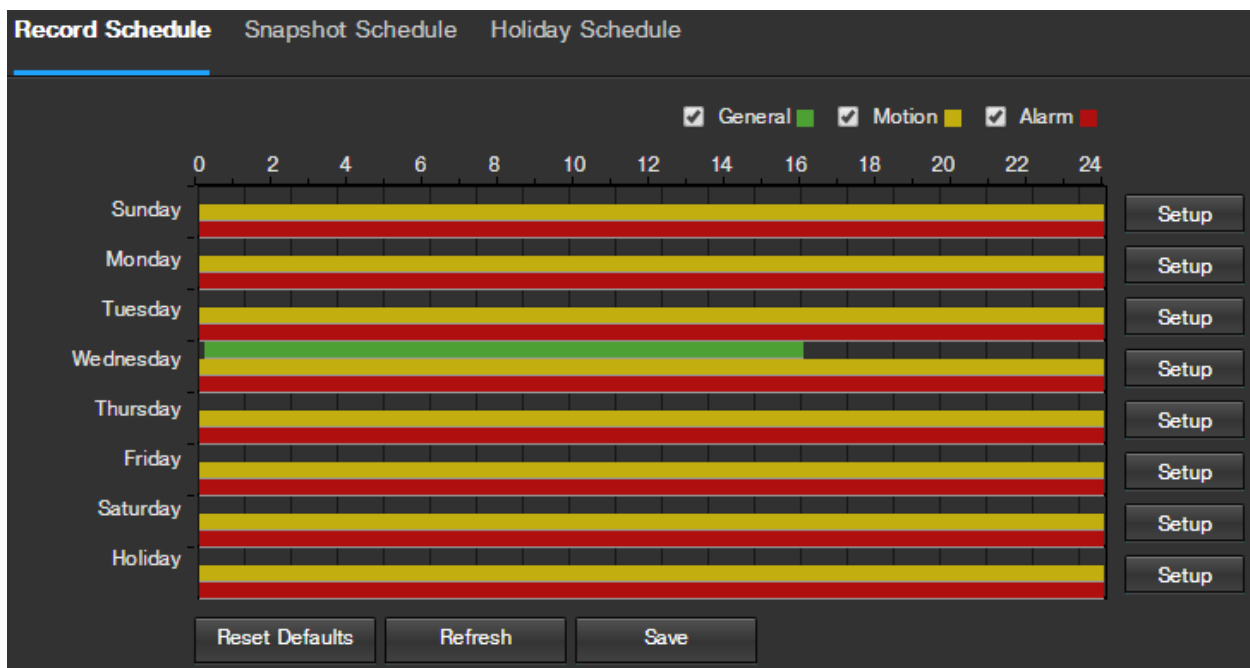 Record Schedule Snapshot Schedule Holiday Schedule
General Motion Alarm
0 2 4 6 8 10 12 14 16 18 20 22 24
Sunday Setup
Monday Setup
Tuesday Setup
Wednesday Setup
Thursday Setup
Friday Setup
Saturday Setup
Holiday Setup
Reset Defaults Refresh Save